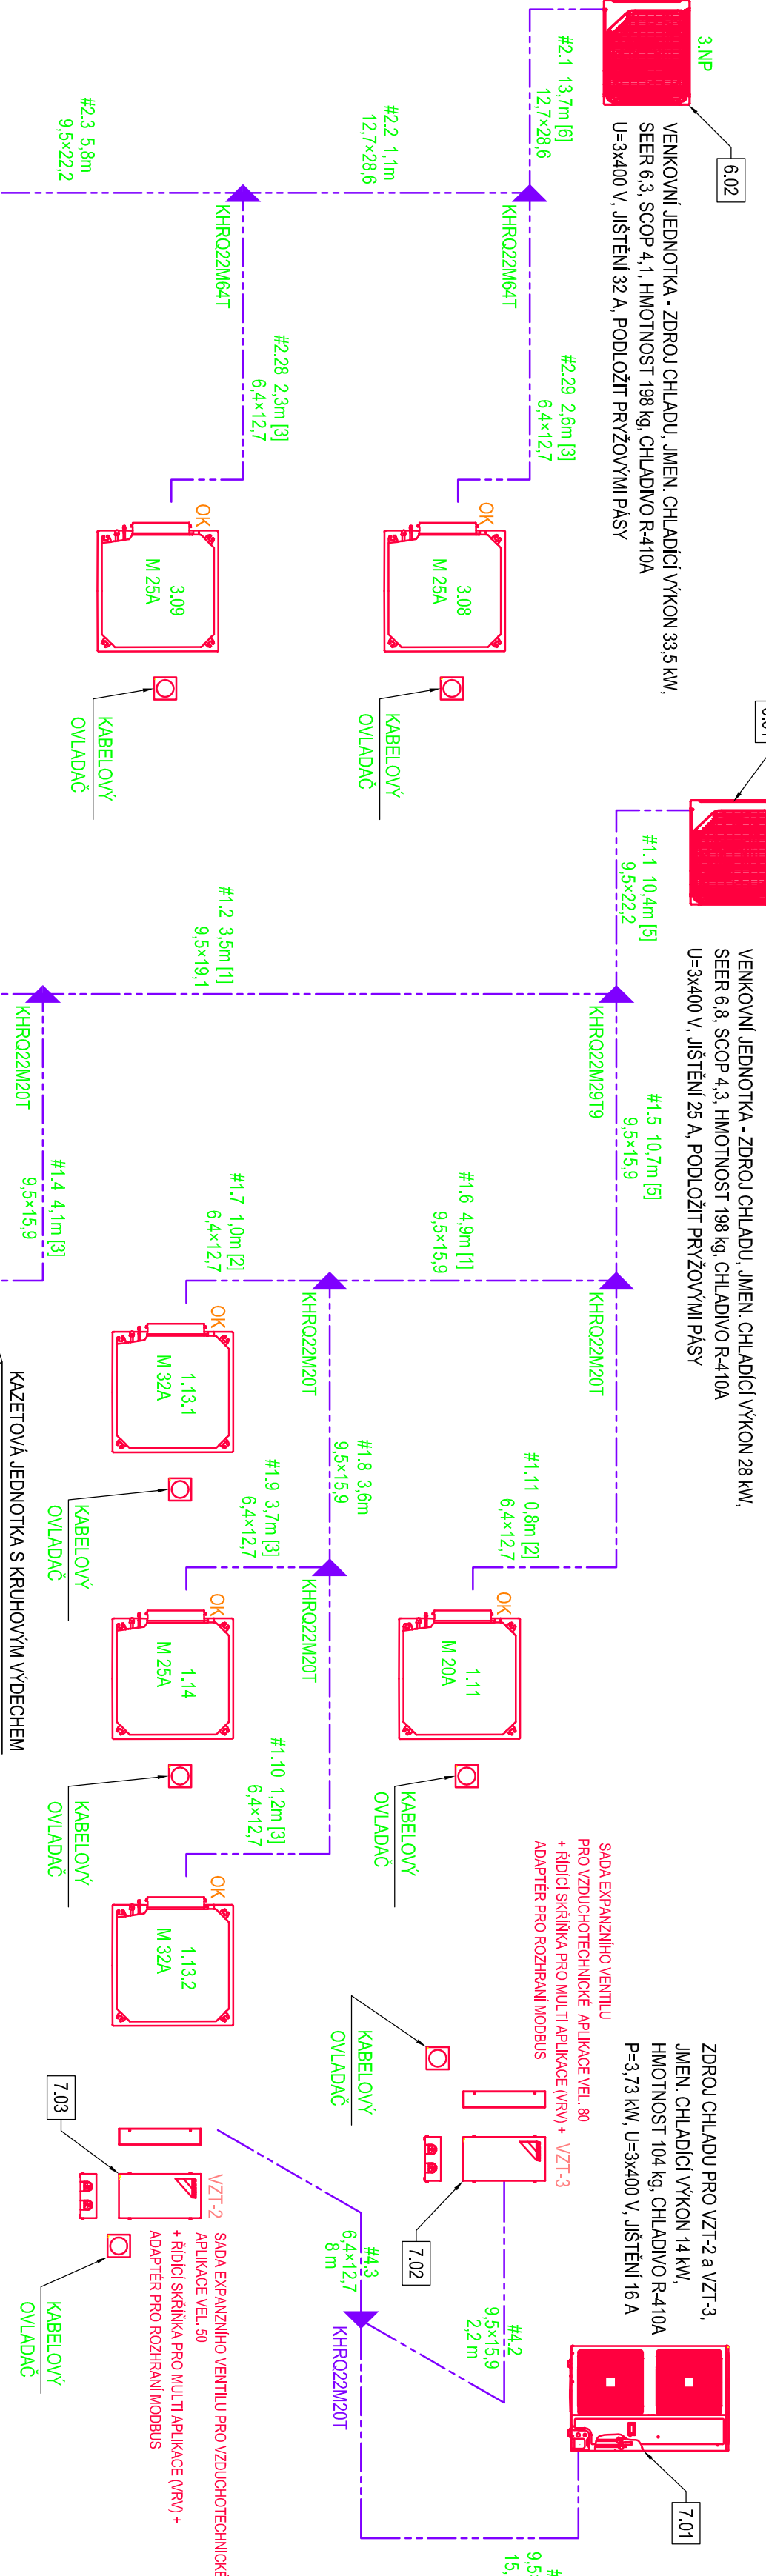 3.NP
6.02
VENKOVNÍ JEDNOTKA - ZDROJ CHLADU, JMEN. CHLADÍCÍ VÝKON 33,5 kW,
SEER 6,3, SCOP 4,1, HMOTNOST 198 kg, CHLADIVO R-410A
U=3x400 V, JIŠTĚNÍ 32 A, PODLOŽIT PRYŽOVÝMI PÁSY
#2.1 13,7m [6]
12,7×28,6
#2.2 1,1m
12,7×28,6
#2.3 5,8m
9,5×22,2
KHRQ22M64T
KHRQ22M64T
#2.29 2,6m [3]
6,4×12,7
#2.28 2,3m [3]
6,4×12,7
OK
3.08
M 25A
OK
3.09
M 25A
KABELOVÝ
OVLADAČ
KABELOVÝ
OVLADAČ
VENKOVNÍ JEDNOTKA - ZDROJ CHLADU, JMEN. CHLADÍCÍ VÝKON 28 kW,
SEER 6,8, SCOP 4,3, HMOTNOST 198 kg, CHLADIVO R-410A
U=3x400 V, JIŠTĚNÍ 25 A, PODLOŽIT PRYŽOVÝMI PÁSY
#1.1 10,4m [5]
9,5×22,2
#1.2 3,5m [1]
9,5×19,1
KHRQ22M29T9
KHRQ22M20T
#1.5 10,7m [5]
9,5×15,9
#1.4 4,1m [3]
9,5×15,9
#1.6 4,9m [1]
9,5×15,9
#1.7 1,0m [2]
6,4×12,7
KHRQ22M20T
KHRQ22M20T
OK
1.13.1
M 32A
KABELOVÝ
OVLADAČ
KAZETOVÁ JEDNOTKA S KRUHOVÝM VÝDECHEM
#1.8 3,6m
9,5×15,9
#1.9 3,7m [3]
6,4×12,7
#1.11 0,8m [2]
6,4×12,7
KHRQ22M20T
OK
1.11
M 20A
OK
1.14
M 25A
KABELOVÝ
OVLADAČ
KABELOVÝ
OVLADAČ
#1.10 1,2m [3]
6,4×12,7
OK
1.13.2
M 32A
SADA EXPANZNÍHO VENTILU
PRO VZDUCHOTECHNICKÉ APLIKACE VEL. 80
+ ŘÍDÍCÍ SKŘÍŇKA PRO MULTI APLIKACE (VRV) +
ADAPTÉR PRO ROZHRANÍ MODBUS
VZT-3
KABELOVÝ
OVLADAČ
7.02
7.03
VZT-2
SADA EXPANZNÍHO VENTILU PRO VZDUCHOTECHNICKÉ
APLIKACE VEL. 50
+ ŘÍDÍCÍ SKŘÍŇKA PRO MULTI APLIKACE (VRV) +
ADAPTÉR PRO ROZHRANÍ MODBUS
KABELOVÝ
OVLADAČ
ZDROJ CHLADU PRO VZT-2 a VZT-3,
JMEN. CHLADÍCÍ VÝKON 14 kW,
HMOTNOST 104 kg, CHLADIVO R-410A
P=3,73 kW, U=3x400 V, JIŠTĚNÍ 16 A
#4.2
9,5×15,9
2,2 m
#4.3
6,4×12,7
8 m
KHRQ22M20T
7.01